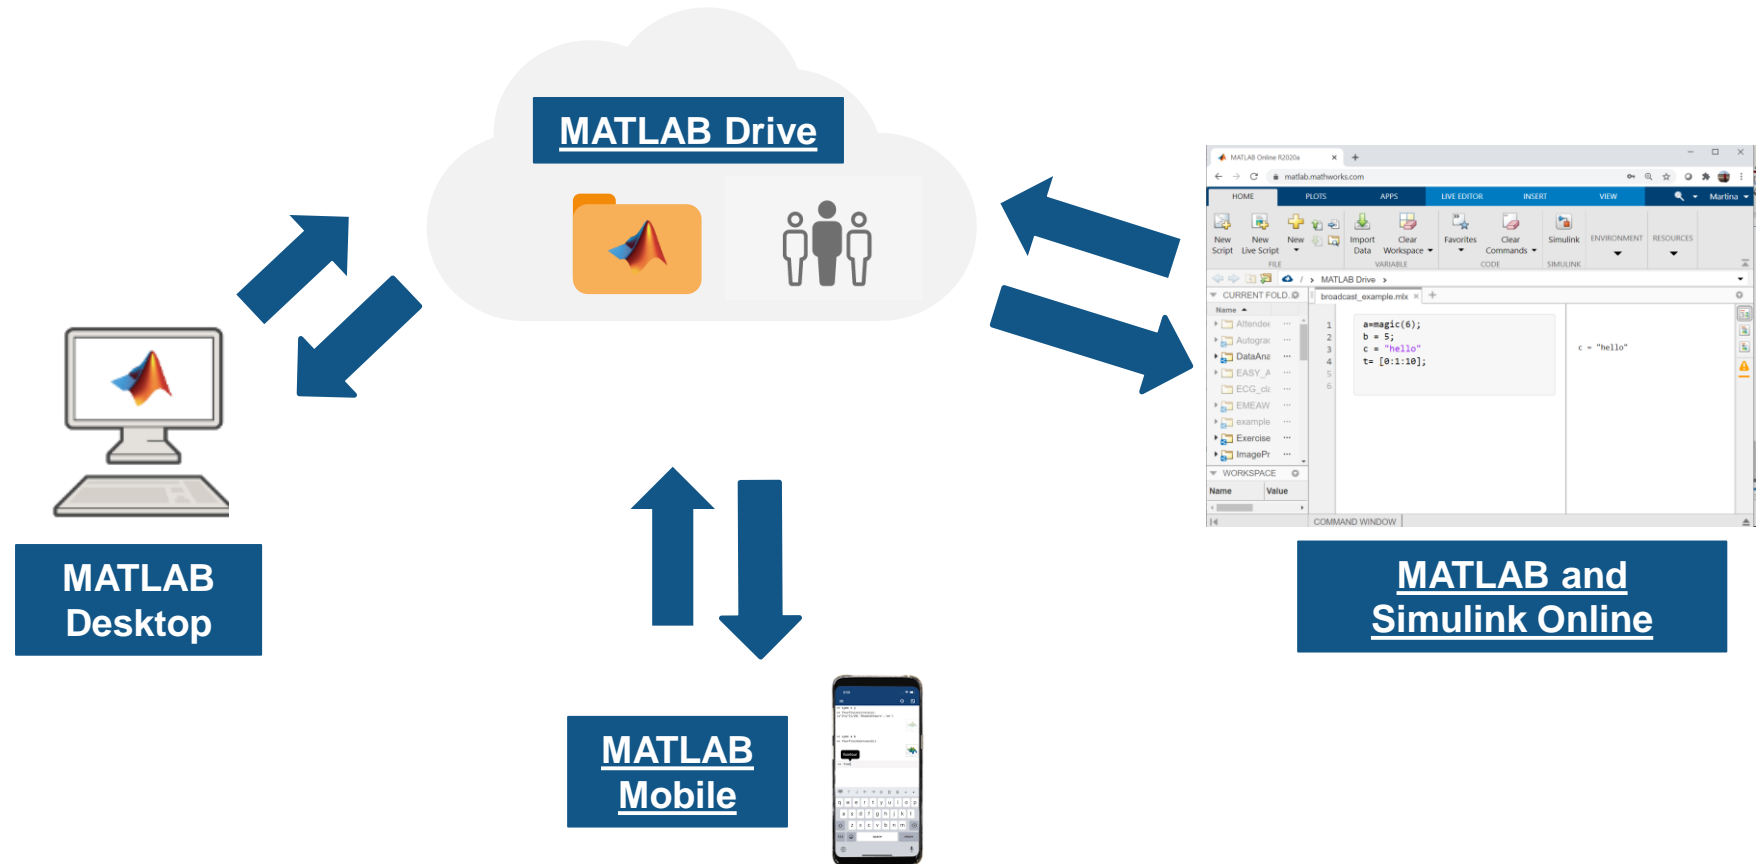 MATLAB Drive
MATLAB Online R2020a
matlab.mathworks.com
HOME PLOTS APPS LIVE EDITOR INSERT VIEW Martina
New Script New Live Script New Import Data Clear Workspace Favorites Clear Commands Simulink ENVIRONMENT RESOURCES
FILE VARIABLE CODE SIMULINK
/ › MATLAB Drive ›
CURRENT FOLD.. broadcast_example.mlx × +
Name
Attendee ...
Autograc ...
DataAna ...
EASY_A ...
ECG_cla ...
EMEAW ...
example ...
Exercise ...
ImagePr ...
1 a=magic(6);
2 b = 5;
3 c = "hello"
4 t= [0:1:10];
5
6
c = "hello"
WORKSPACE
Name Value
COMMAND WINDOW
MATLAB
Desktop
MATLAB and
Simulink Online
MATLAB
Mobile
q w e r t y u i o p
a s d f g h j k l
z x c v b n m